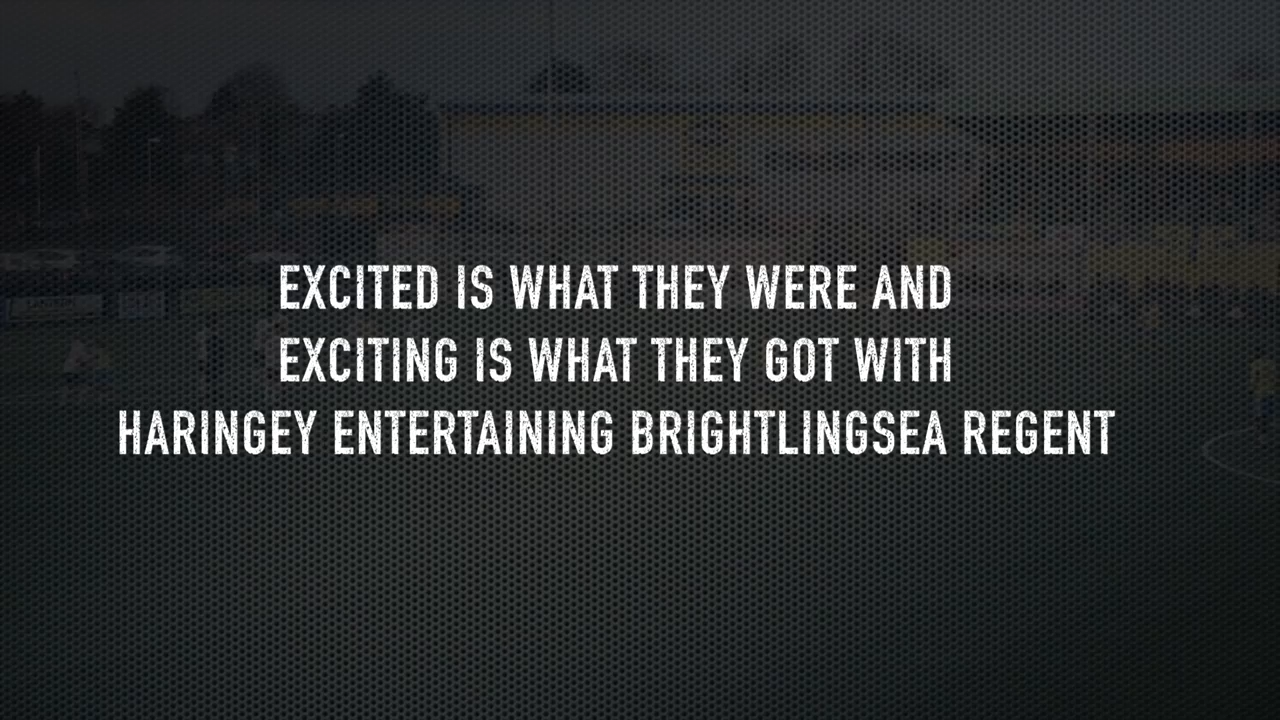 EXCITED IS WHAT THEY WERE AND
EXCITING IS WHAT THEY GOT WITH
HARINGEY ENTERTAINING BRIGHTLINGSEA REGENT